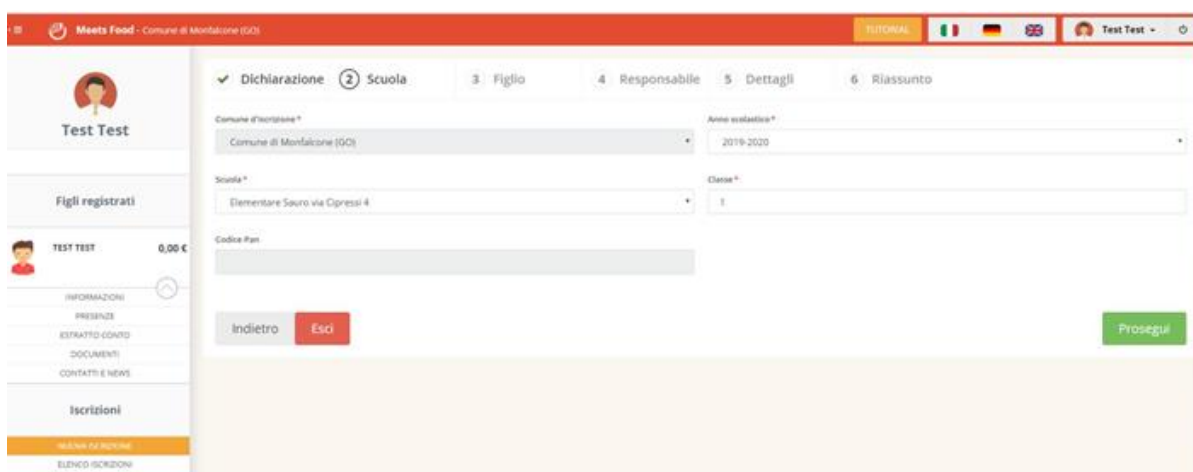 Meets Food - Comune di Monfalcone (GO)
TUTORIAL
Test Test
Test Test
Figli registrati
TEST TEST 0,00 €
INFORMAZIONI
PRESENZE
ESTRATTO CONTO
DOCUMENTI
CONTATTI E NEWS
Iscrizioni
NUOVA ISCRIZIONE
ELENCO ISCRIZIONI
✔ Dichiarazione 2 Scuola 3 Figlio 4 Responsabile 5 Dettagli 6 Riassunto
Comune d'iscrizione * Anno scolastico *
Comune di Monfalcone (GO) 2019-2020
Scuola * Classe *
Elementare Sauro via Cipressi 4 1
Codice Pan
Indietro Esci Prosegui